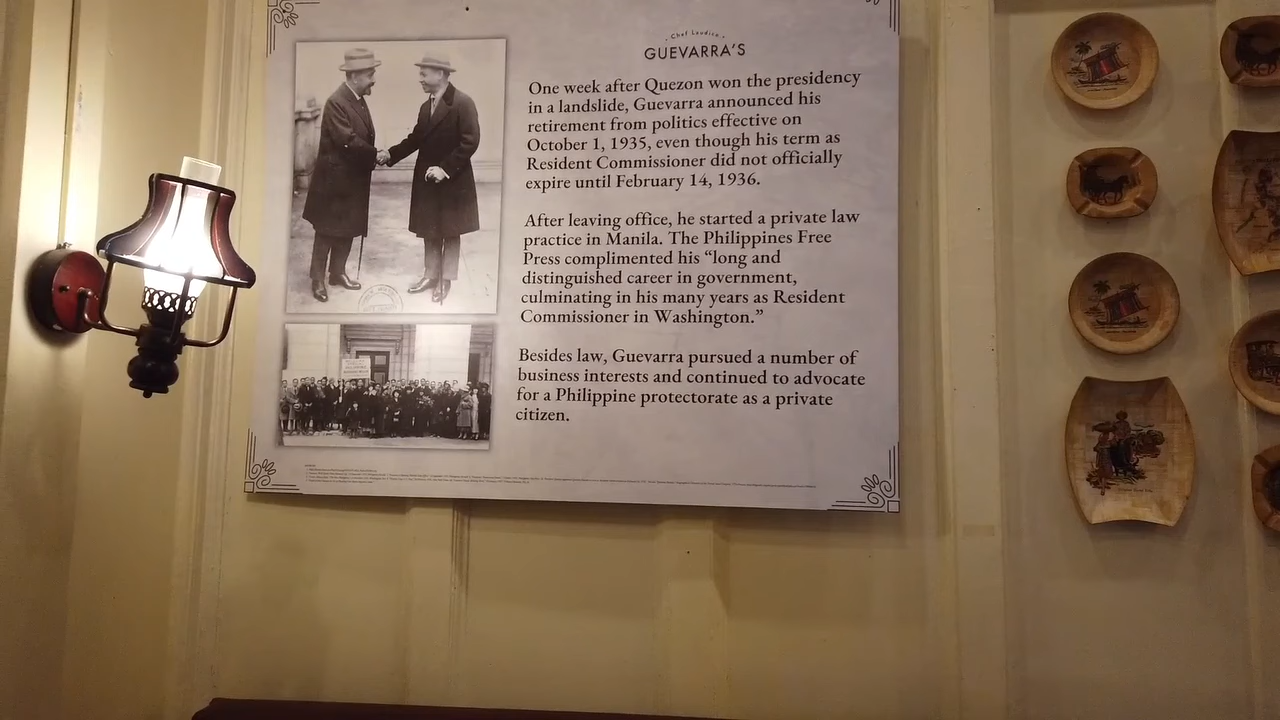 Chef Laudico
GUEVARRA'S
One week after Quezon won the presidency
in a landslide, Guevarra announced his
retirement from politics effective on
October 1, 1935, even though his term as
Resident Commissioner did not officially
expire until February 14, 1936.
After leaving office, he started a private law
practice in Manila. The Philippines Free
Press complimented his “long and
distinguished career in government,
culminating in his many years as Resident
Commissioner in Washington.”
Besides law, Guevarra pursued a number of
business interests and continued to advocate
for a Philippine protectorate as a private
citizen.